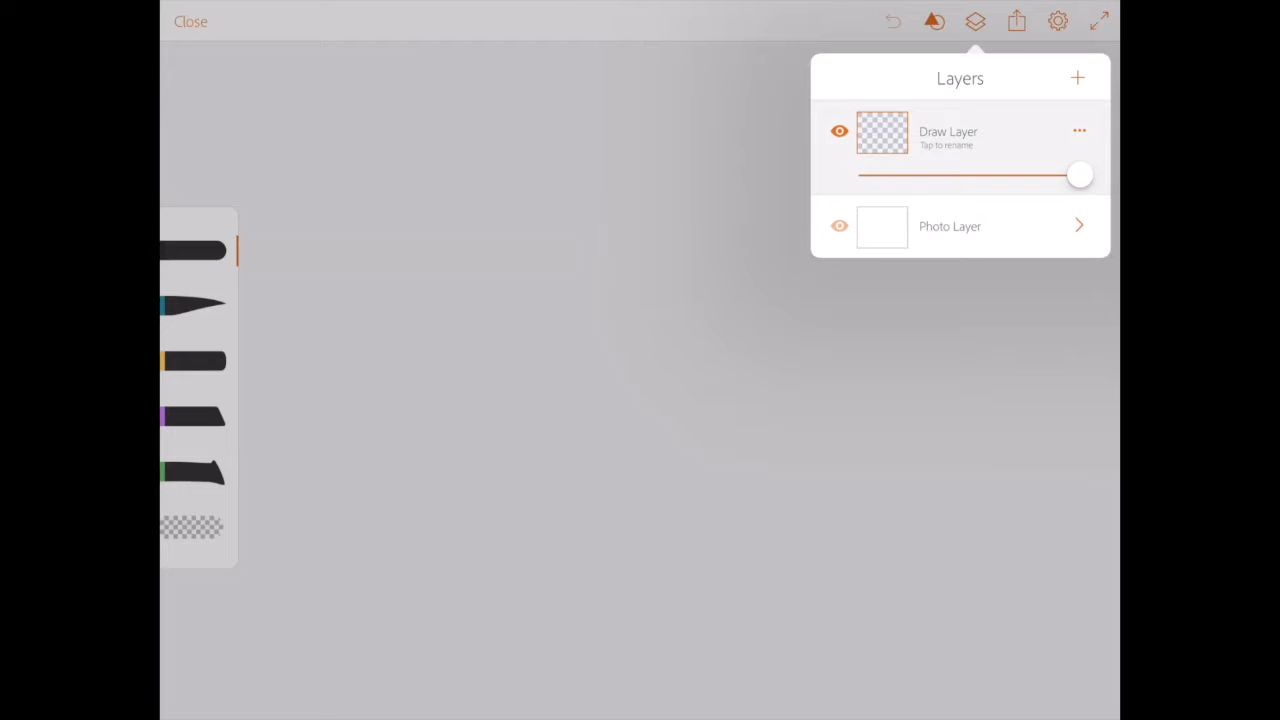 Close
Layers
Draw Layer
Tap to rename
Photo Layer